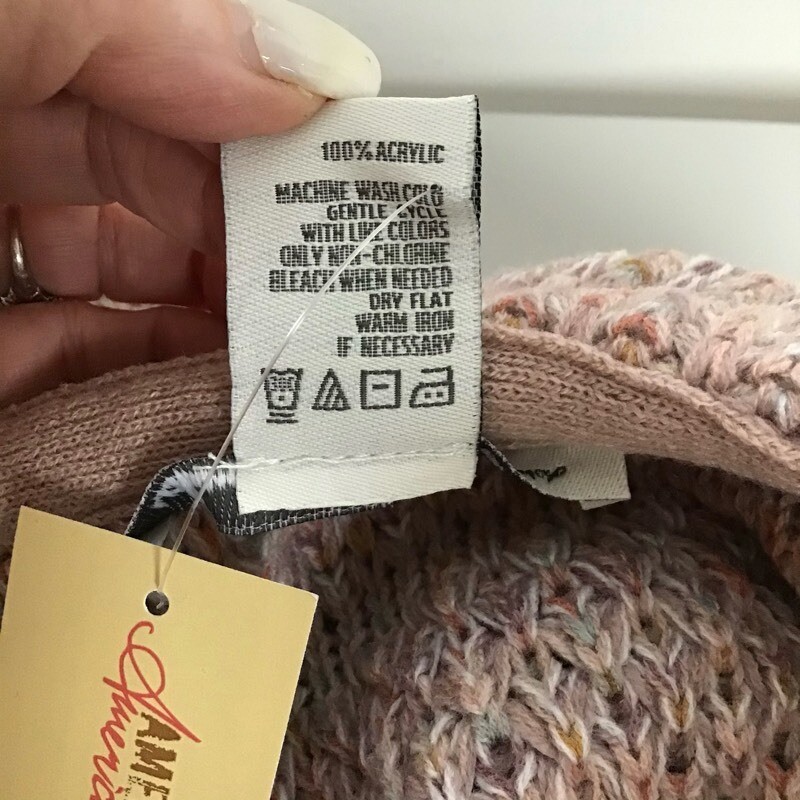 100% ACRYLIC
MACHINE WASH COLD
GENTLE CYCLE
WITH LIKE COLORS
ONLY NON-CHLORINE
BLEACH WHEN NEEDED
DRY FLAT
WARM IRON
IF NECESSARY